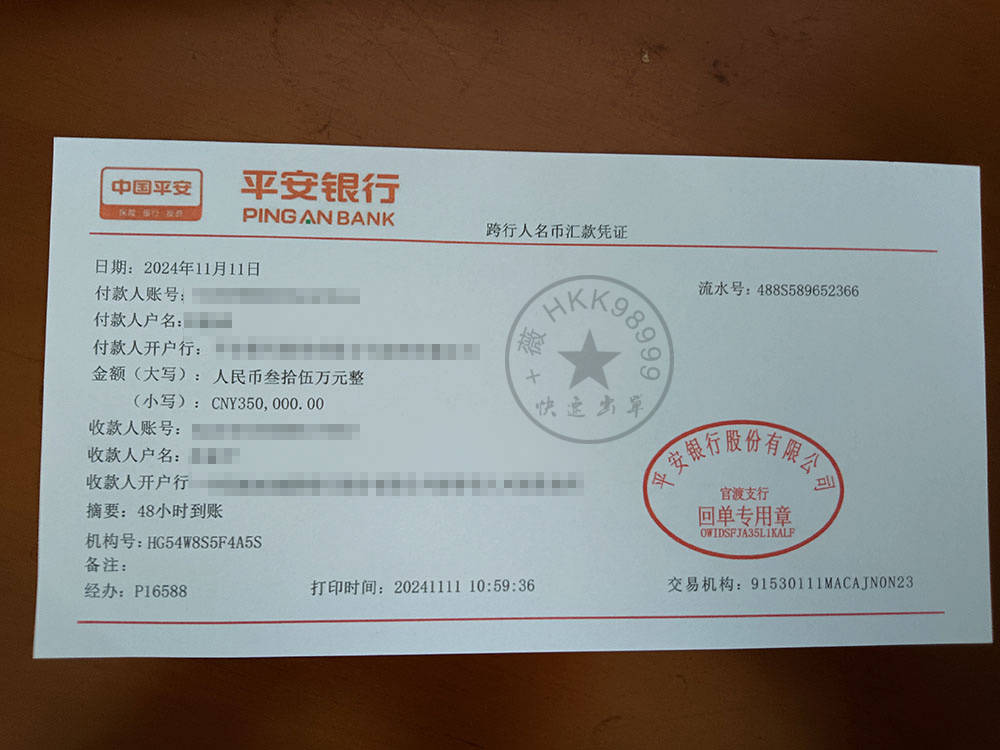 中国平安
保险·银行·投资
平安银行
PINGAN BANK
跨行人名币汇款凭证
日期：2024年11月11日
流水号：488S589652366
付款人账号：
付款人户名：
付款人开户行：
金额（大写）：人民币叁拾伍万元整
（小写）：CNY350,000.00
收款人账号：
收款人户名：
收款人开户行
摘要：48小时到账
机构号：HG54W8S5F4A5S
备注：
经办：P16588
打印时间：20241111 10:59:36
交易机构：91530111MACAJN0N23
+薇 HKK98999
快速出单
平安银行股份有限公司
官渡支行
回单专用章
OWIDSFJA35L1KALF